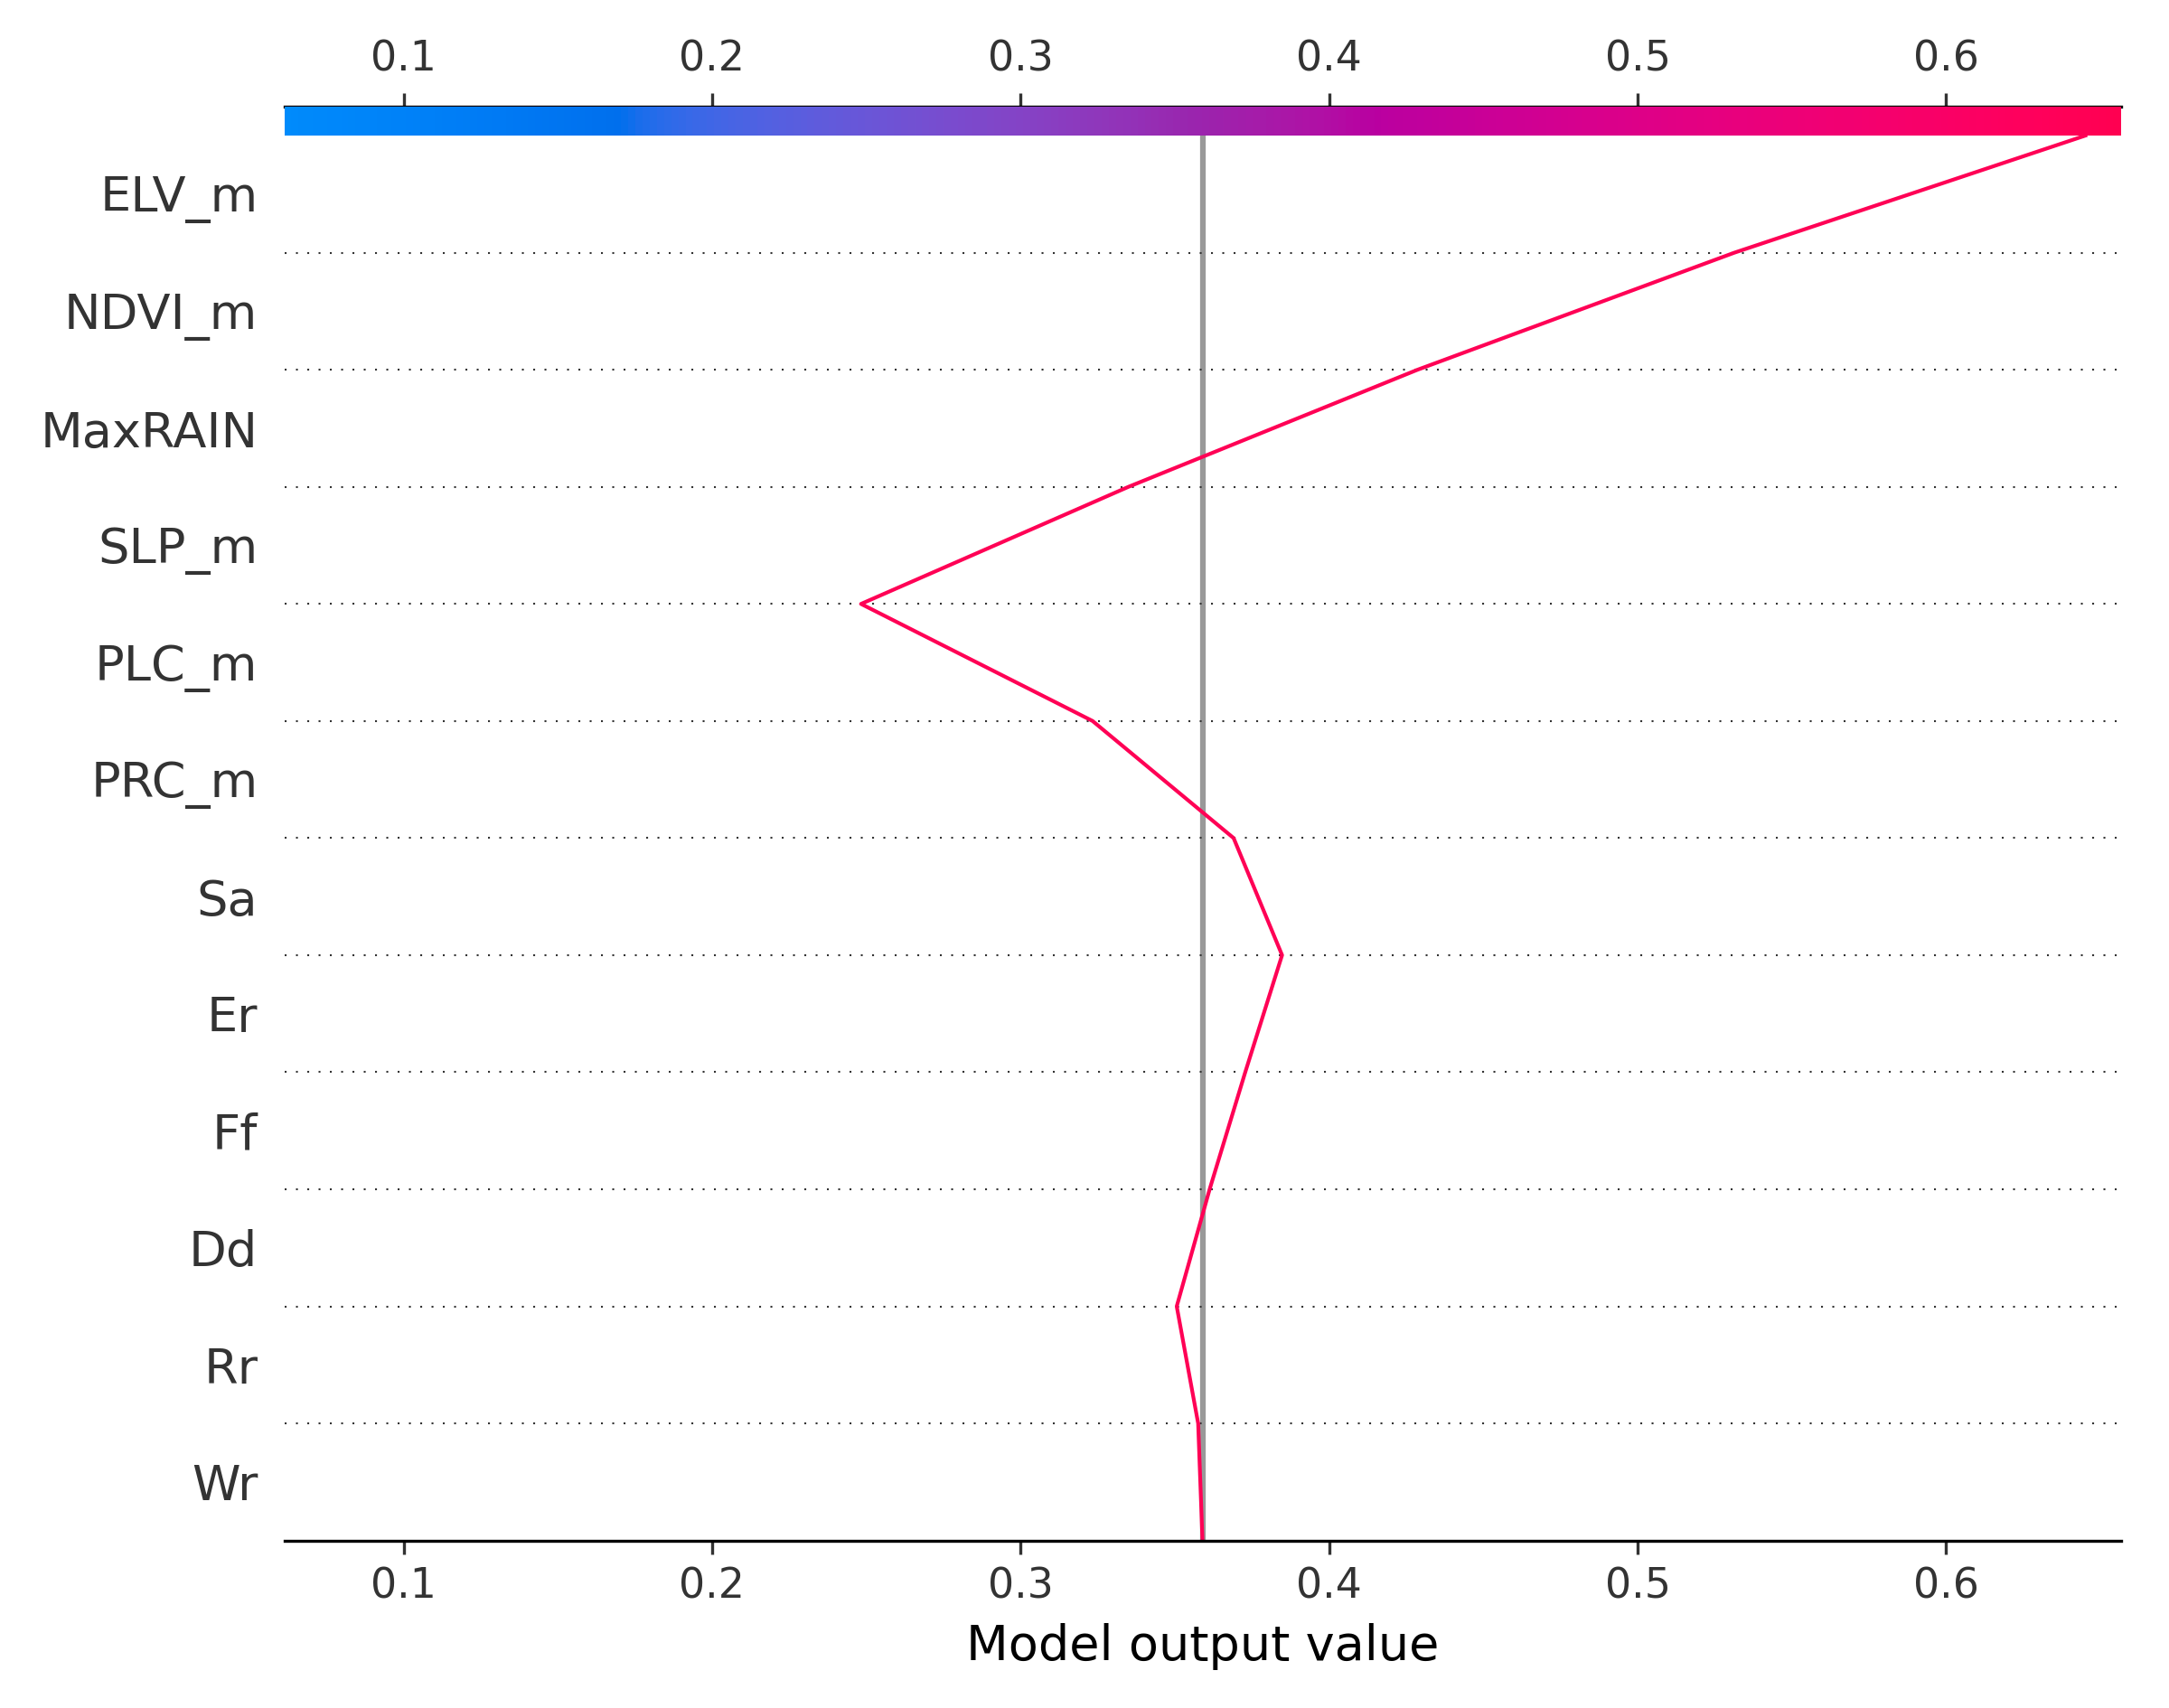 0.1 0.2 0.3 0.4 0.5 0.6
ELV_m
NDVI_m
MaxRAIN
SLP_m
PLC_m
PRC_m
Sa
Er
Ff
Dd
Rr
Wr
0.1 0.2 0.3 0.4 0.5 0.6
Model output value